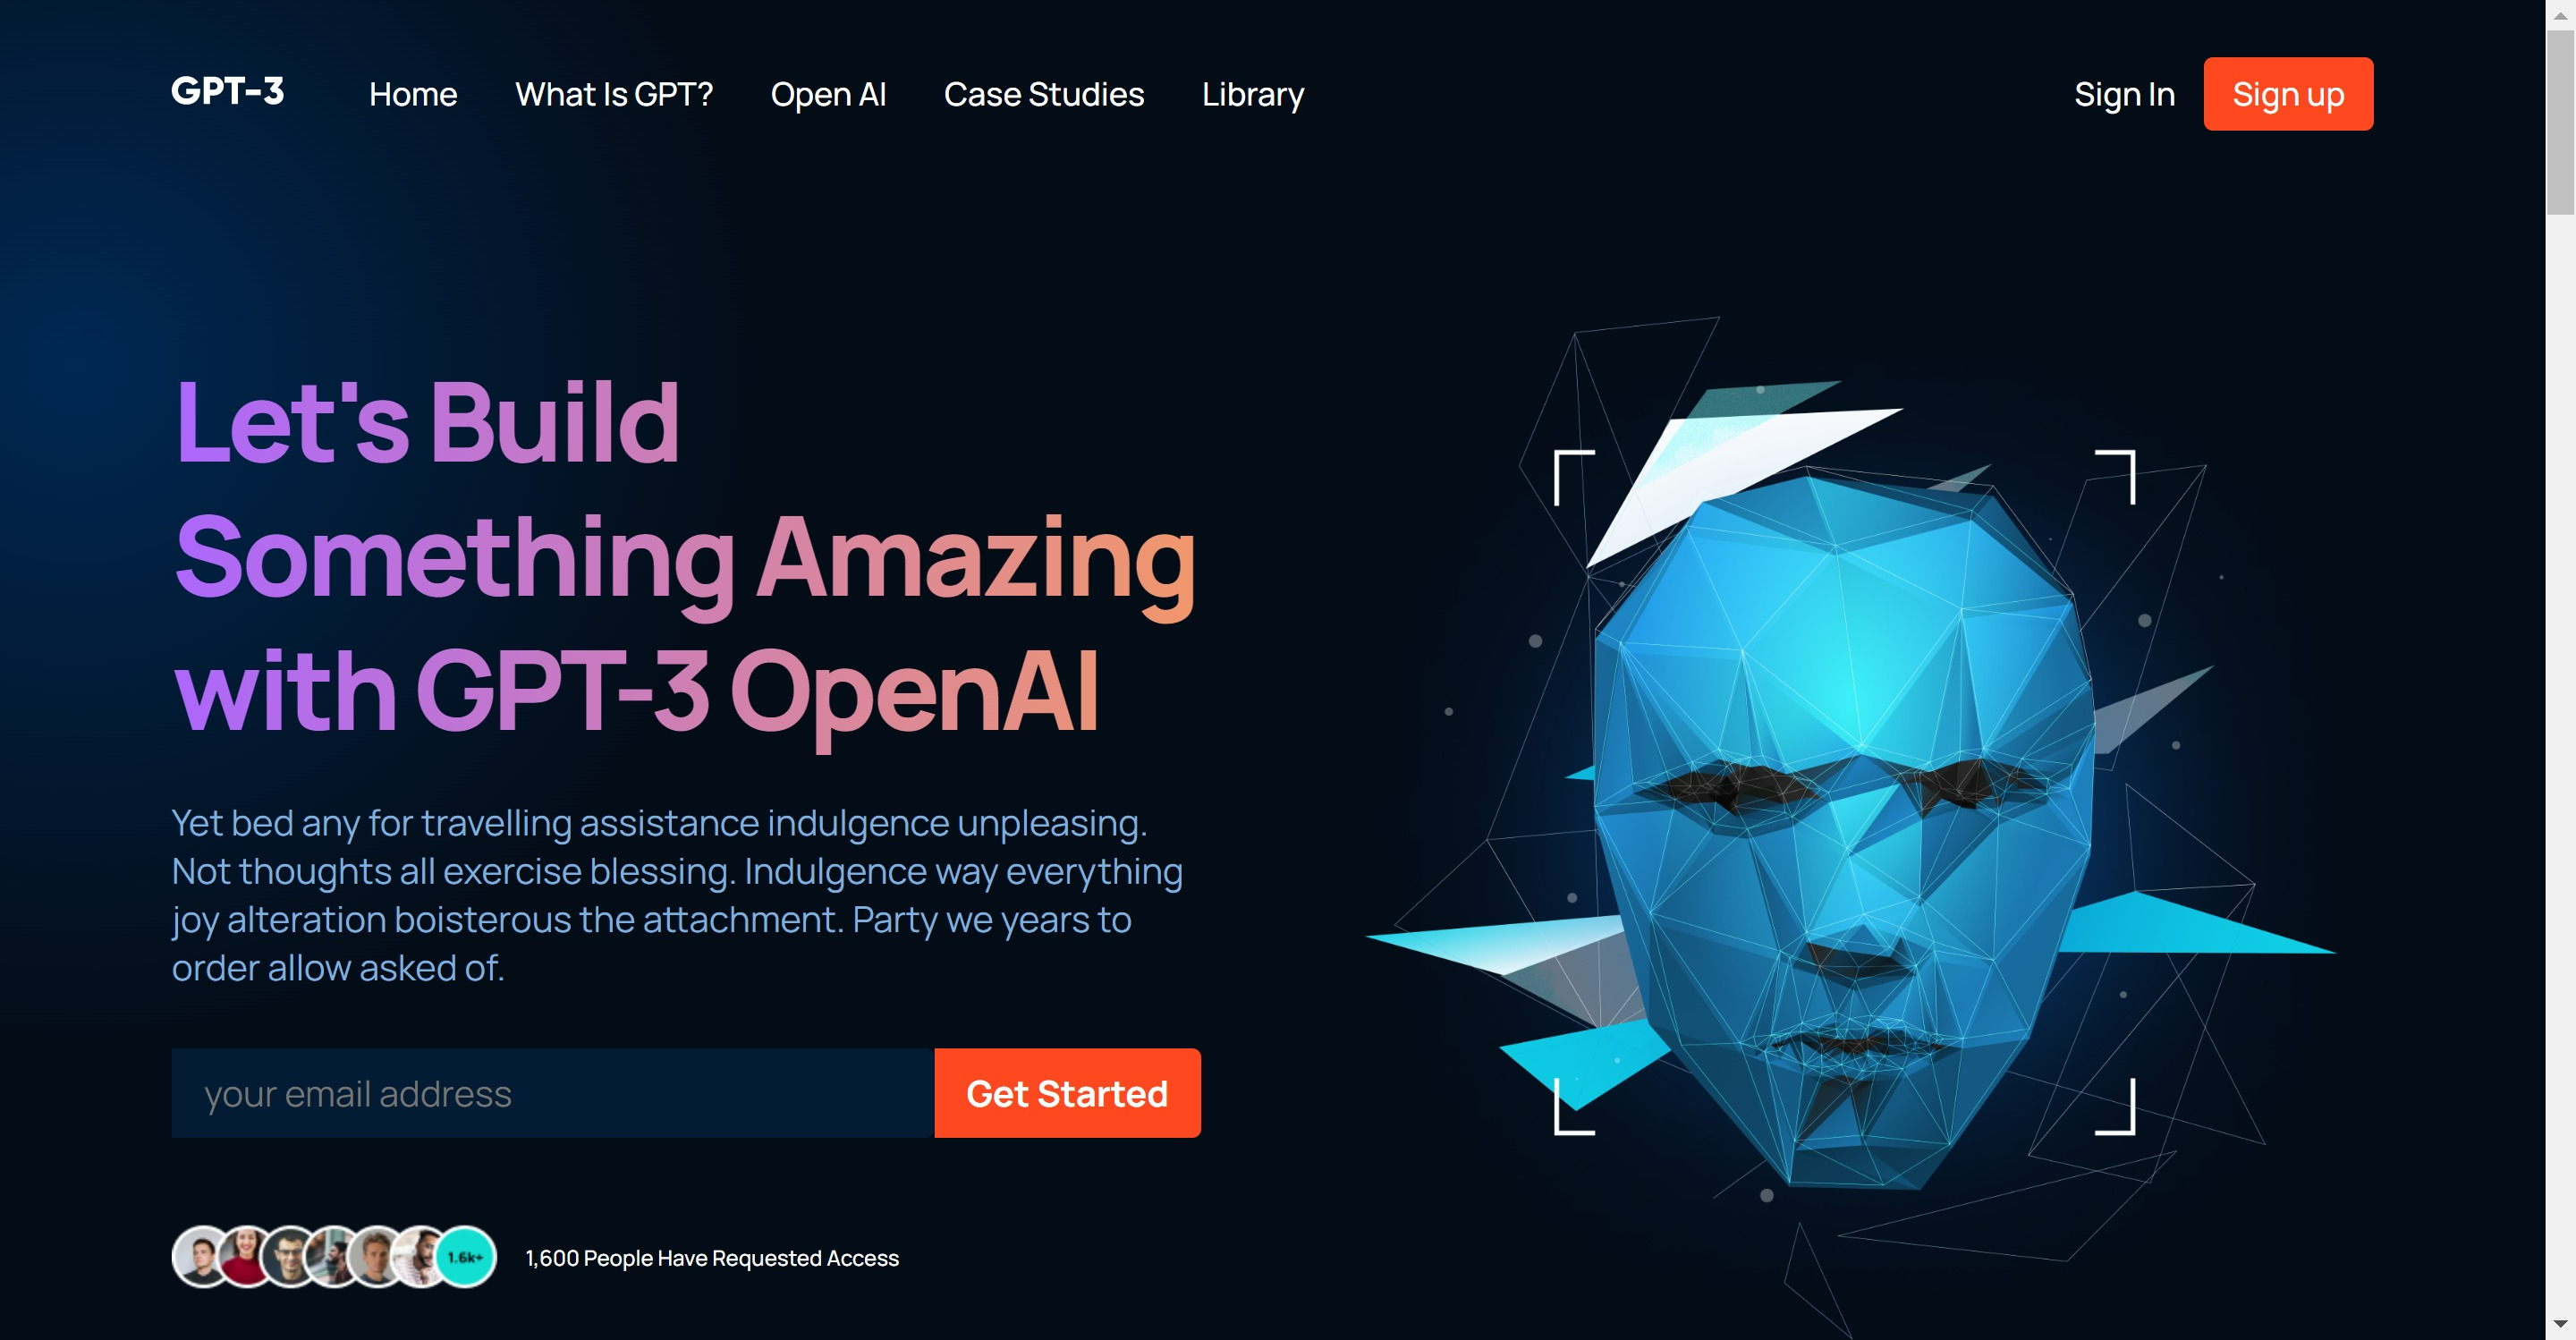 GPT-3
Home
What Is GPT?
Open AI
Case Studies
Library
Sign In
Sign up
Let's Build
Something Amazing
with GPT-3 OpenAI
Yet bed any for travelling assistance indulgence unpleasing.
Not thoughts all exercise blessing. Indulgence way everything
joy alteration boisterous the attachment. Party we years to
order allow asked of.
your email address
Get Started
1.6k+
1,600 People Have Requested Access